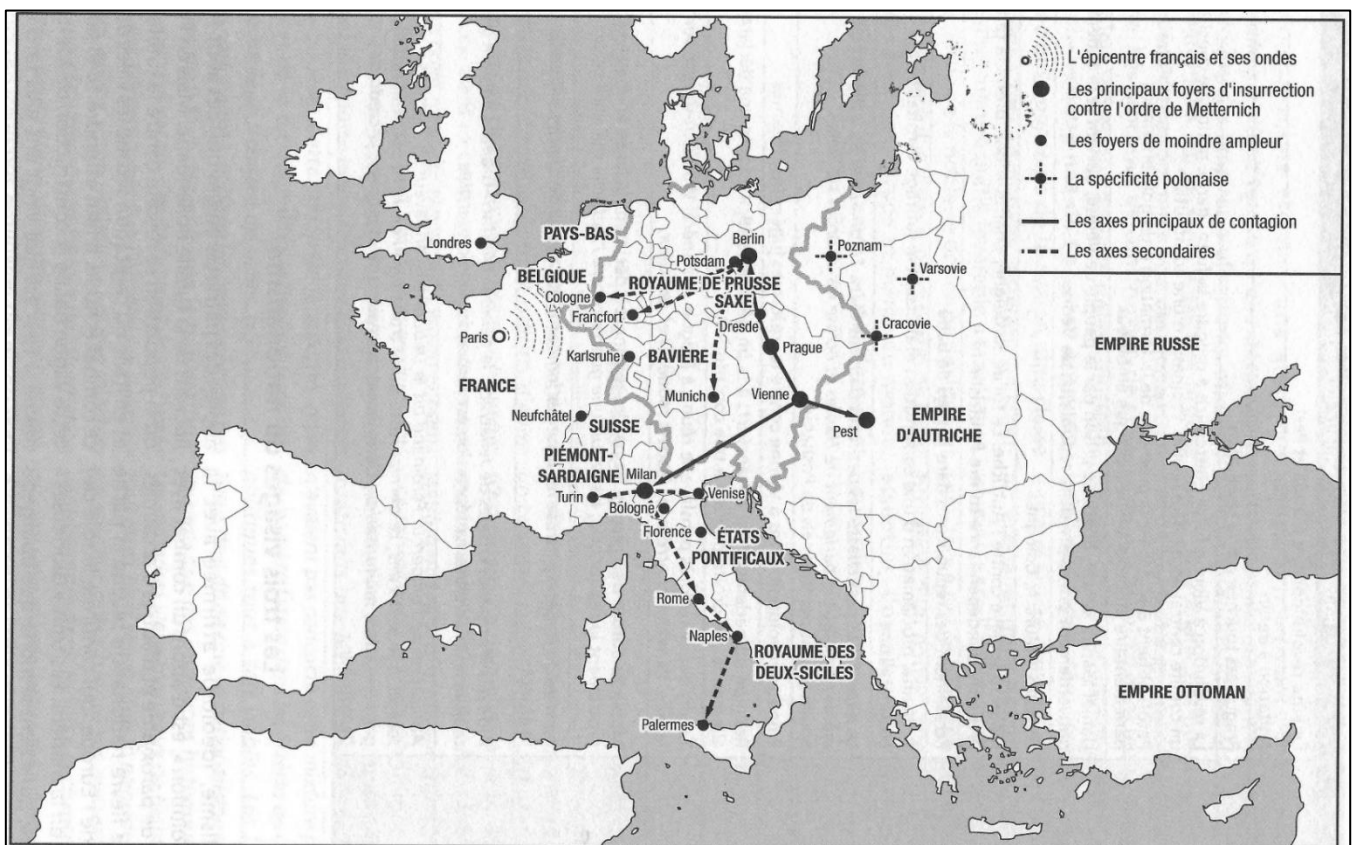 L'épicentre français et ses ondes
Les principaux foyers d'insurrection
contre l'ordre de Metternich
Les foyers de moindre ampleur
La spécificité polonaise
Les axes principaux de contagion
Les axes secondaires
Londres
PAYS-BAS
Berlin
Potsdam
Poznam
Varsovie
BELGIQUE
Cologne
ROYAUME DE PRUSSE
SAXE
Francfort
Dresde
Cracovie
Paris
Karlsruhe
BAVIÈRE
Prague
EMPIRE RUSSE
FRANCE
Munich
Vienne
Neufchâtel
SUISSE
Pest
EMPIRE
D'AUTRICHE
PIÉMONT-
SARDAIGNE
Milan
Turin
Venise
Bologne
Florence
ÉTATS
PONTIFICAUX
Rome
Naples
ROYAUME DES
DEUX-SICILES
EMPIRE OTTOMAN
Palermes